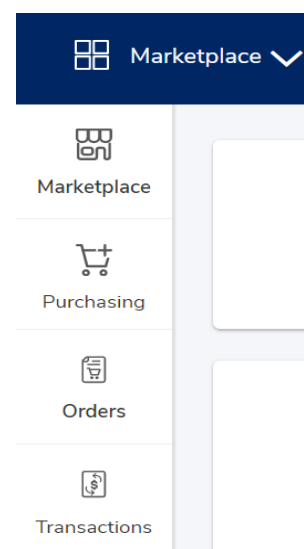 Marketplace
Marketplace
Purchasing
Orders
Transactions